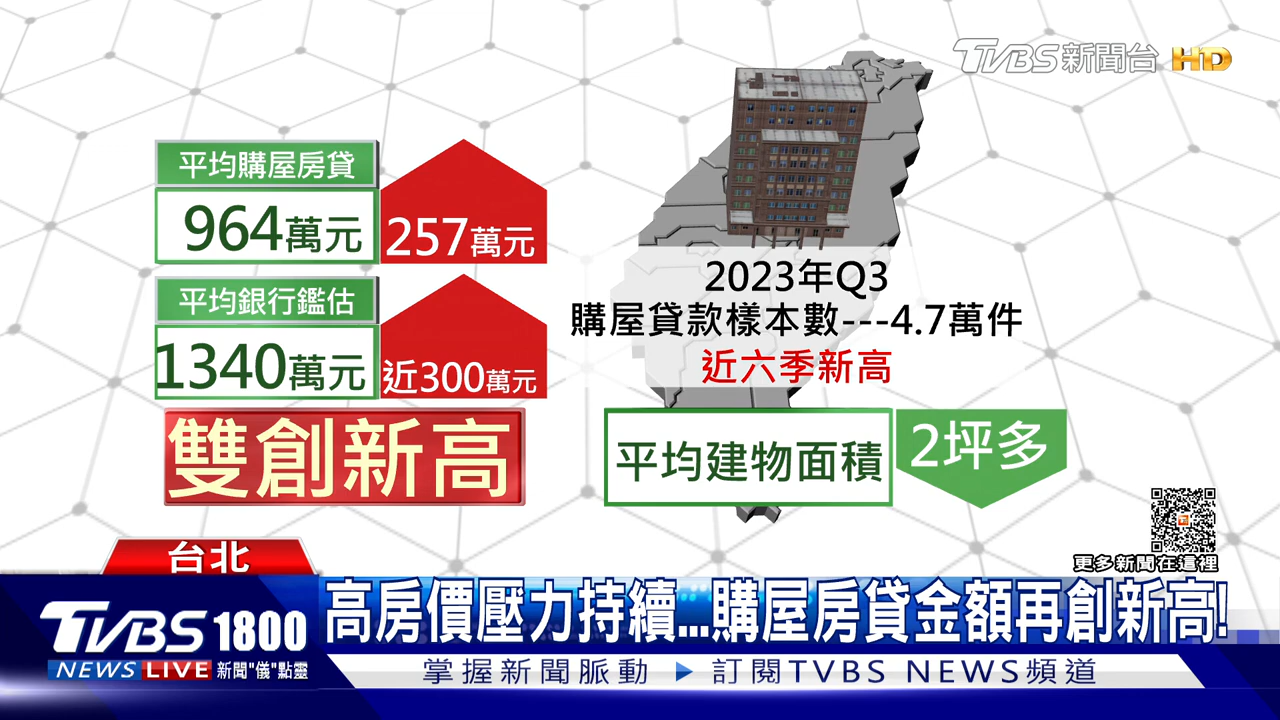 TVBS新聞台 HD
平均購屋房貸
964萬元
257萬元
平均銀行鑑估
1340萬元
近300萬元
雙創新高
2023年Q3
購屋貸款樣本數---4.7萬件
近六季新高
平均建物面積
2坪多
更多新聞在這裡
台北
高房價壓力持續...購屋房貸金額再創新高!
TVBS 1800
NEWS LIVE 新聞"儀"點靈
掌握新聞脈動 ▶ 訂閱TVBS NEWS頻道